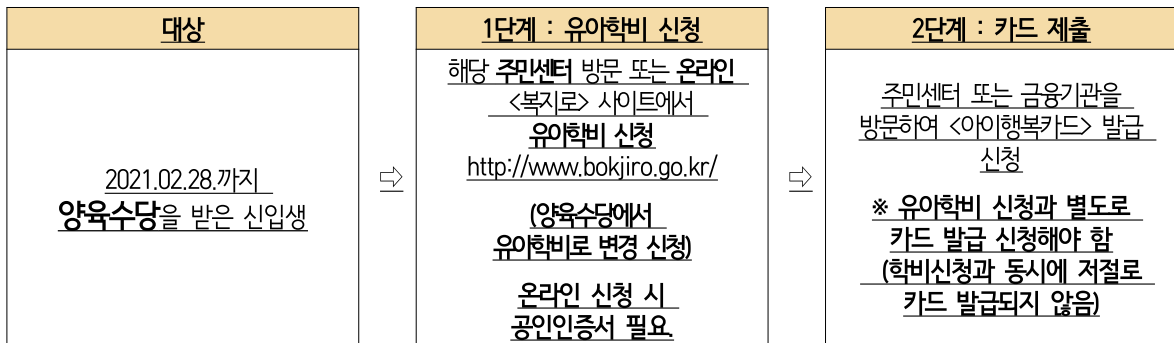 대상
2021.02.28.까지
양육수당을 받은 신입생
⇨
1단계 : 유아학비 신청
해당 주민센터 방문 또는 온라인
<복지로> 사이트에서
유아학비 신청
http://www.bokjiro.go.kr/
(양육수당에서
유아학비로 변경 신청)
온라인 신청 시
공인인증서 필요.
⇨
2단계 : 카드 제출
주민센터 또는 금융기관을
방문하여 <아이행복카드> 발급
신청
※ 유아학비 신청과 별도로
카드 발급 신청해야 함
(학비신청과 동시에 저절로
카드 발급되지 않음)